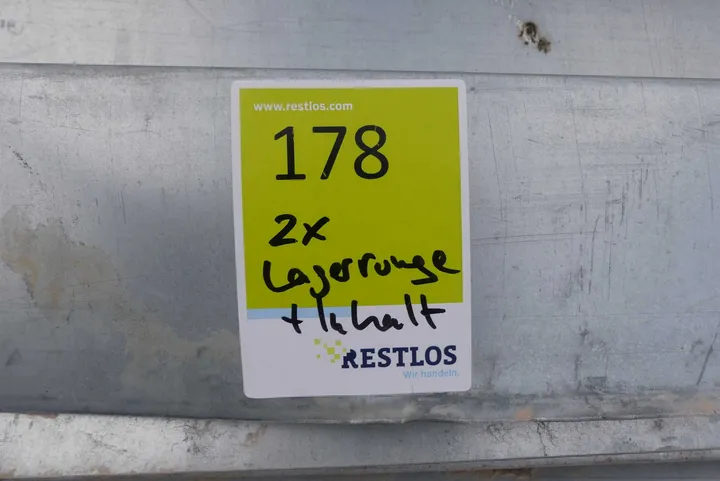 www.restlos.com
178
2x
Lagerrunge
+ Inhalt
RESTLOS
Wir handeln.